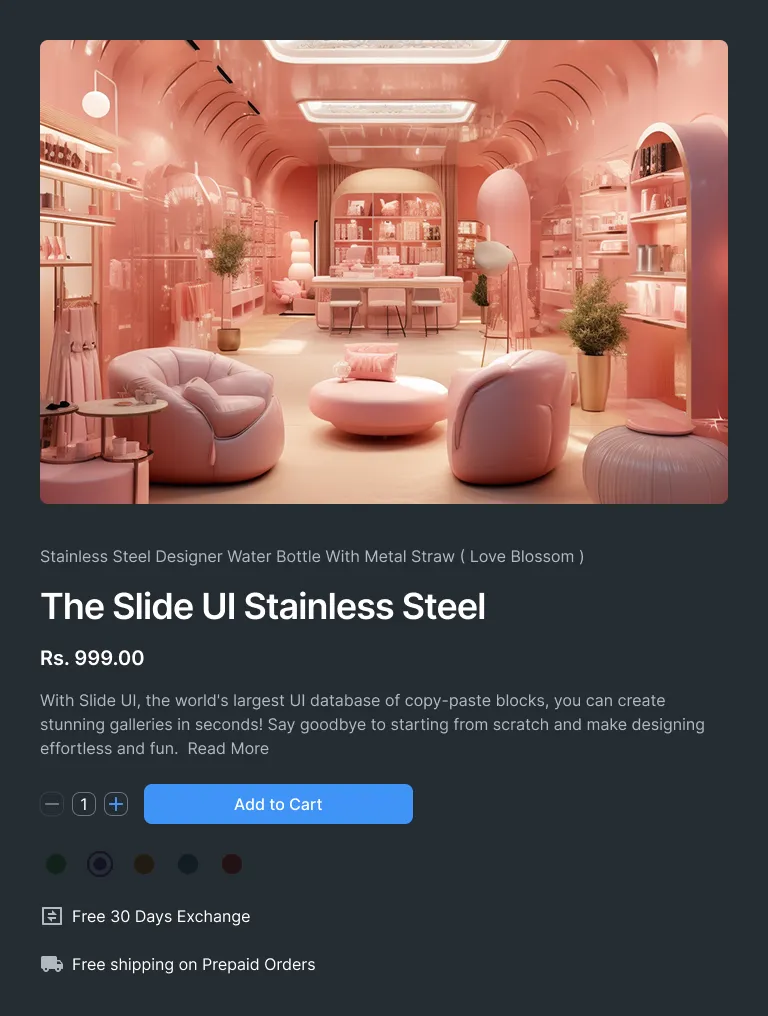 Stainless Steel Designer Water Bottle With Metal Straw ( Love Blossom )
The Slide UI Stainless Steel
Rs. 999.00
With Slide UI, the world's largest UI database of copy-paste blocks, you can create
stunning galleries in seconds! Say goodbye to starting from scratch and make designing
effortless and fun.  Read More
1
Add to Cart
Free 30 Days Exchange
Free shipping on Prepaid Orders